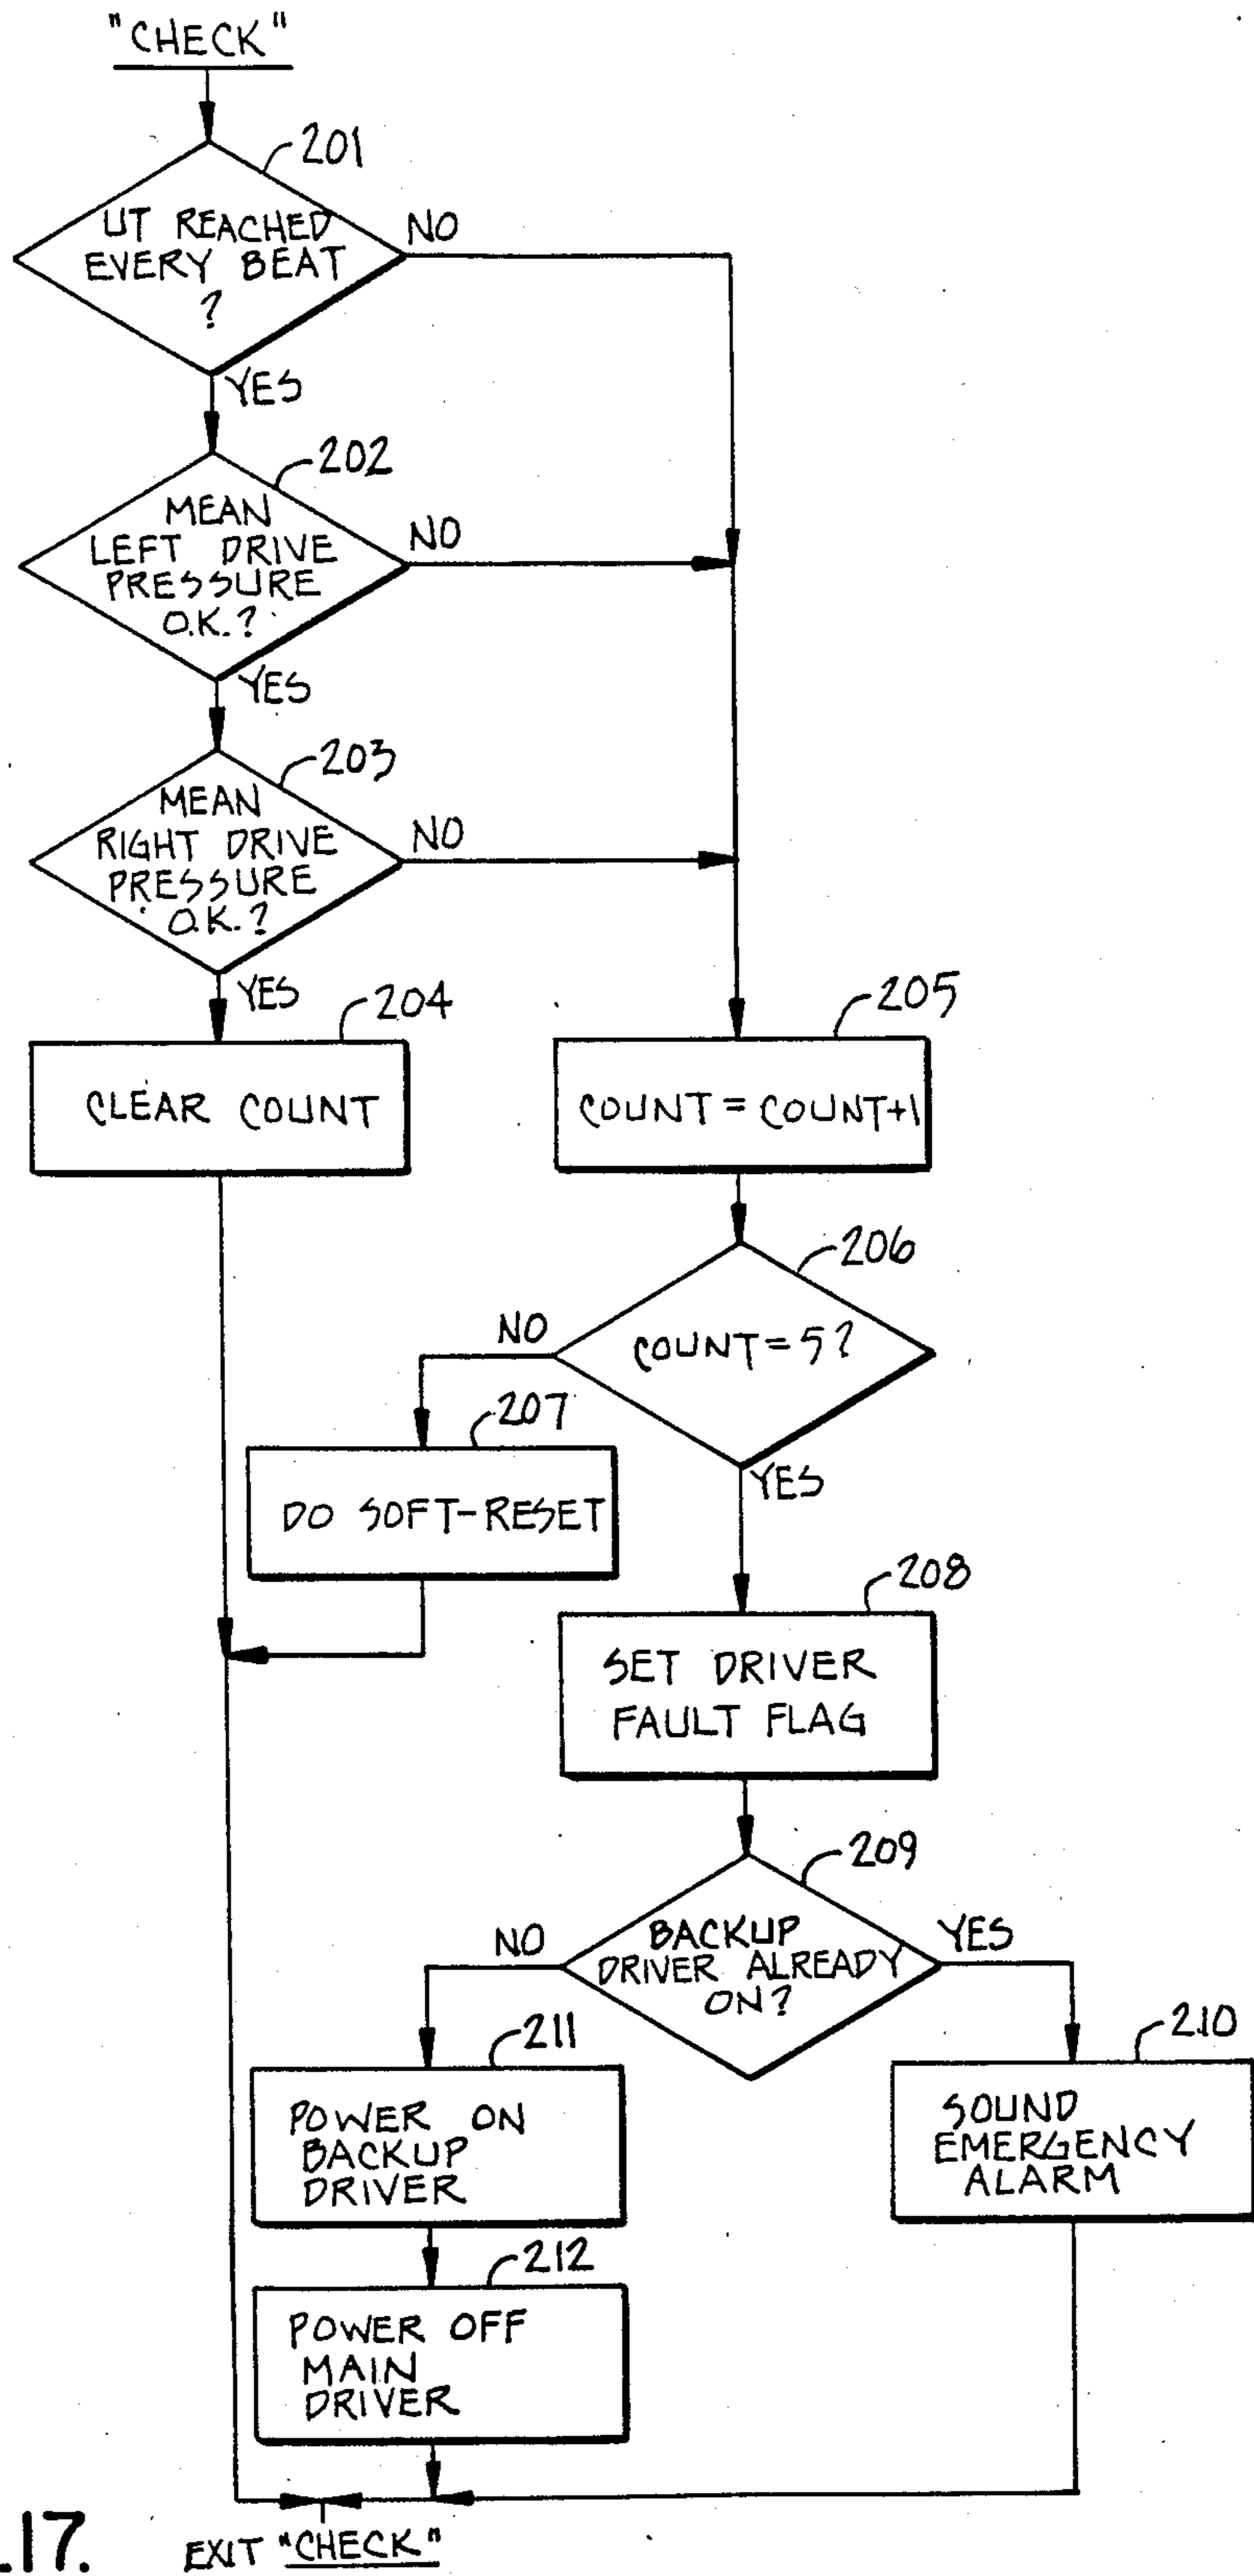 "CHECK"
201
UT REACHED
EVERY BEAT
?
NO
YES
202
MEAN
LEFT DRIVE
PRESSURE
O.K.?
NO
YES
203
MEAN
RIGHT DRIVE
PRESSURE
O.K.?
NO
YES
204
CLEAR COUNT
205
COUNT = COUNT+1
206
COUNT = 5?
NO
207
DO SOFT-RESET
YES
208
SET DRIVER
FAULT FLAG
209
BACKUP
DRIVER ALREADY
ON?
NO
YES
211
POWER ON
BACKUP
DRIVER
210
SOUND
EMERGENCY
ALARM
212
POWER OFF
MAIN
DRIVER
.17.
EXIT "CHECK"